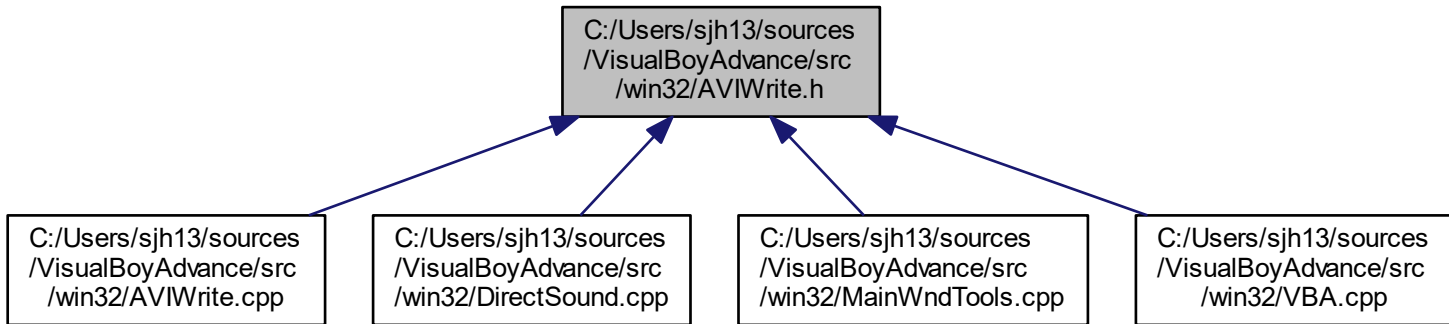 C:/Users/sjh13/sources
/VisualBoyAdvance/src
/win32/AVIWrite.h
C:/Users/sjh13/sources
/VisualBoyAdvance/src
/win32/AVIWrite.cpp
C:/Users/sjh13/sources
/VisualBoyAdvance/src
/win32/DirectSound.cpp
C:/Users/sjh13/sources
/VisualBoyAdvance/src
/win32/MainWndTools.cpp
C:/Users/sjh13/sources
/VisualBoyAdvance/src
/win32/VBA.cpp